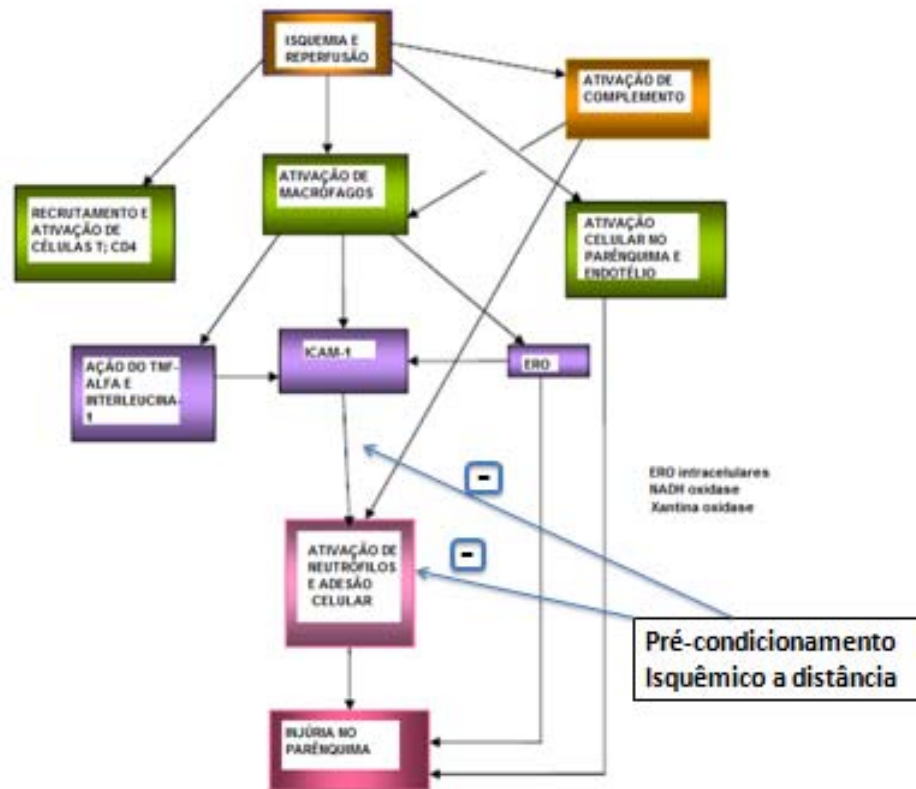 ISQUEMIA E
REPERFUSÃO
ATIVAÇÃO DE
COMPLEMENTO
ATIVAÇÃO DE
MACRÓFAGOS
RECRUTAMENTO E
ATIVAÇÃO DE
CÉLULAS T; CD4
ATIVAÇÃO
CELULAR NO
PARÊNQUIMA E
ENDOTÉLIO
AÇÃO DO TNF-
ALFA E
INTERLEUCINA-
1
ICAM-1
ERO
-
ERO intracelulares
NADH oxidase
Xantina oxidase
-
ATIVAÇÃO DE
NEUTRÓFILOS
E ADESÃO
CELULAR
Pré-condicionamento
Isquêmico a distância
INJÚRIA NO
PARÊNQUIMA